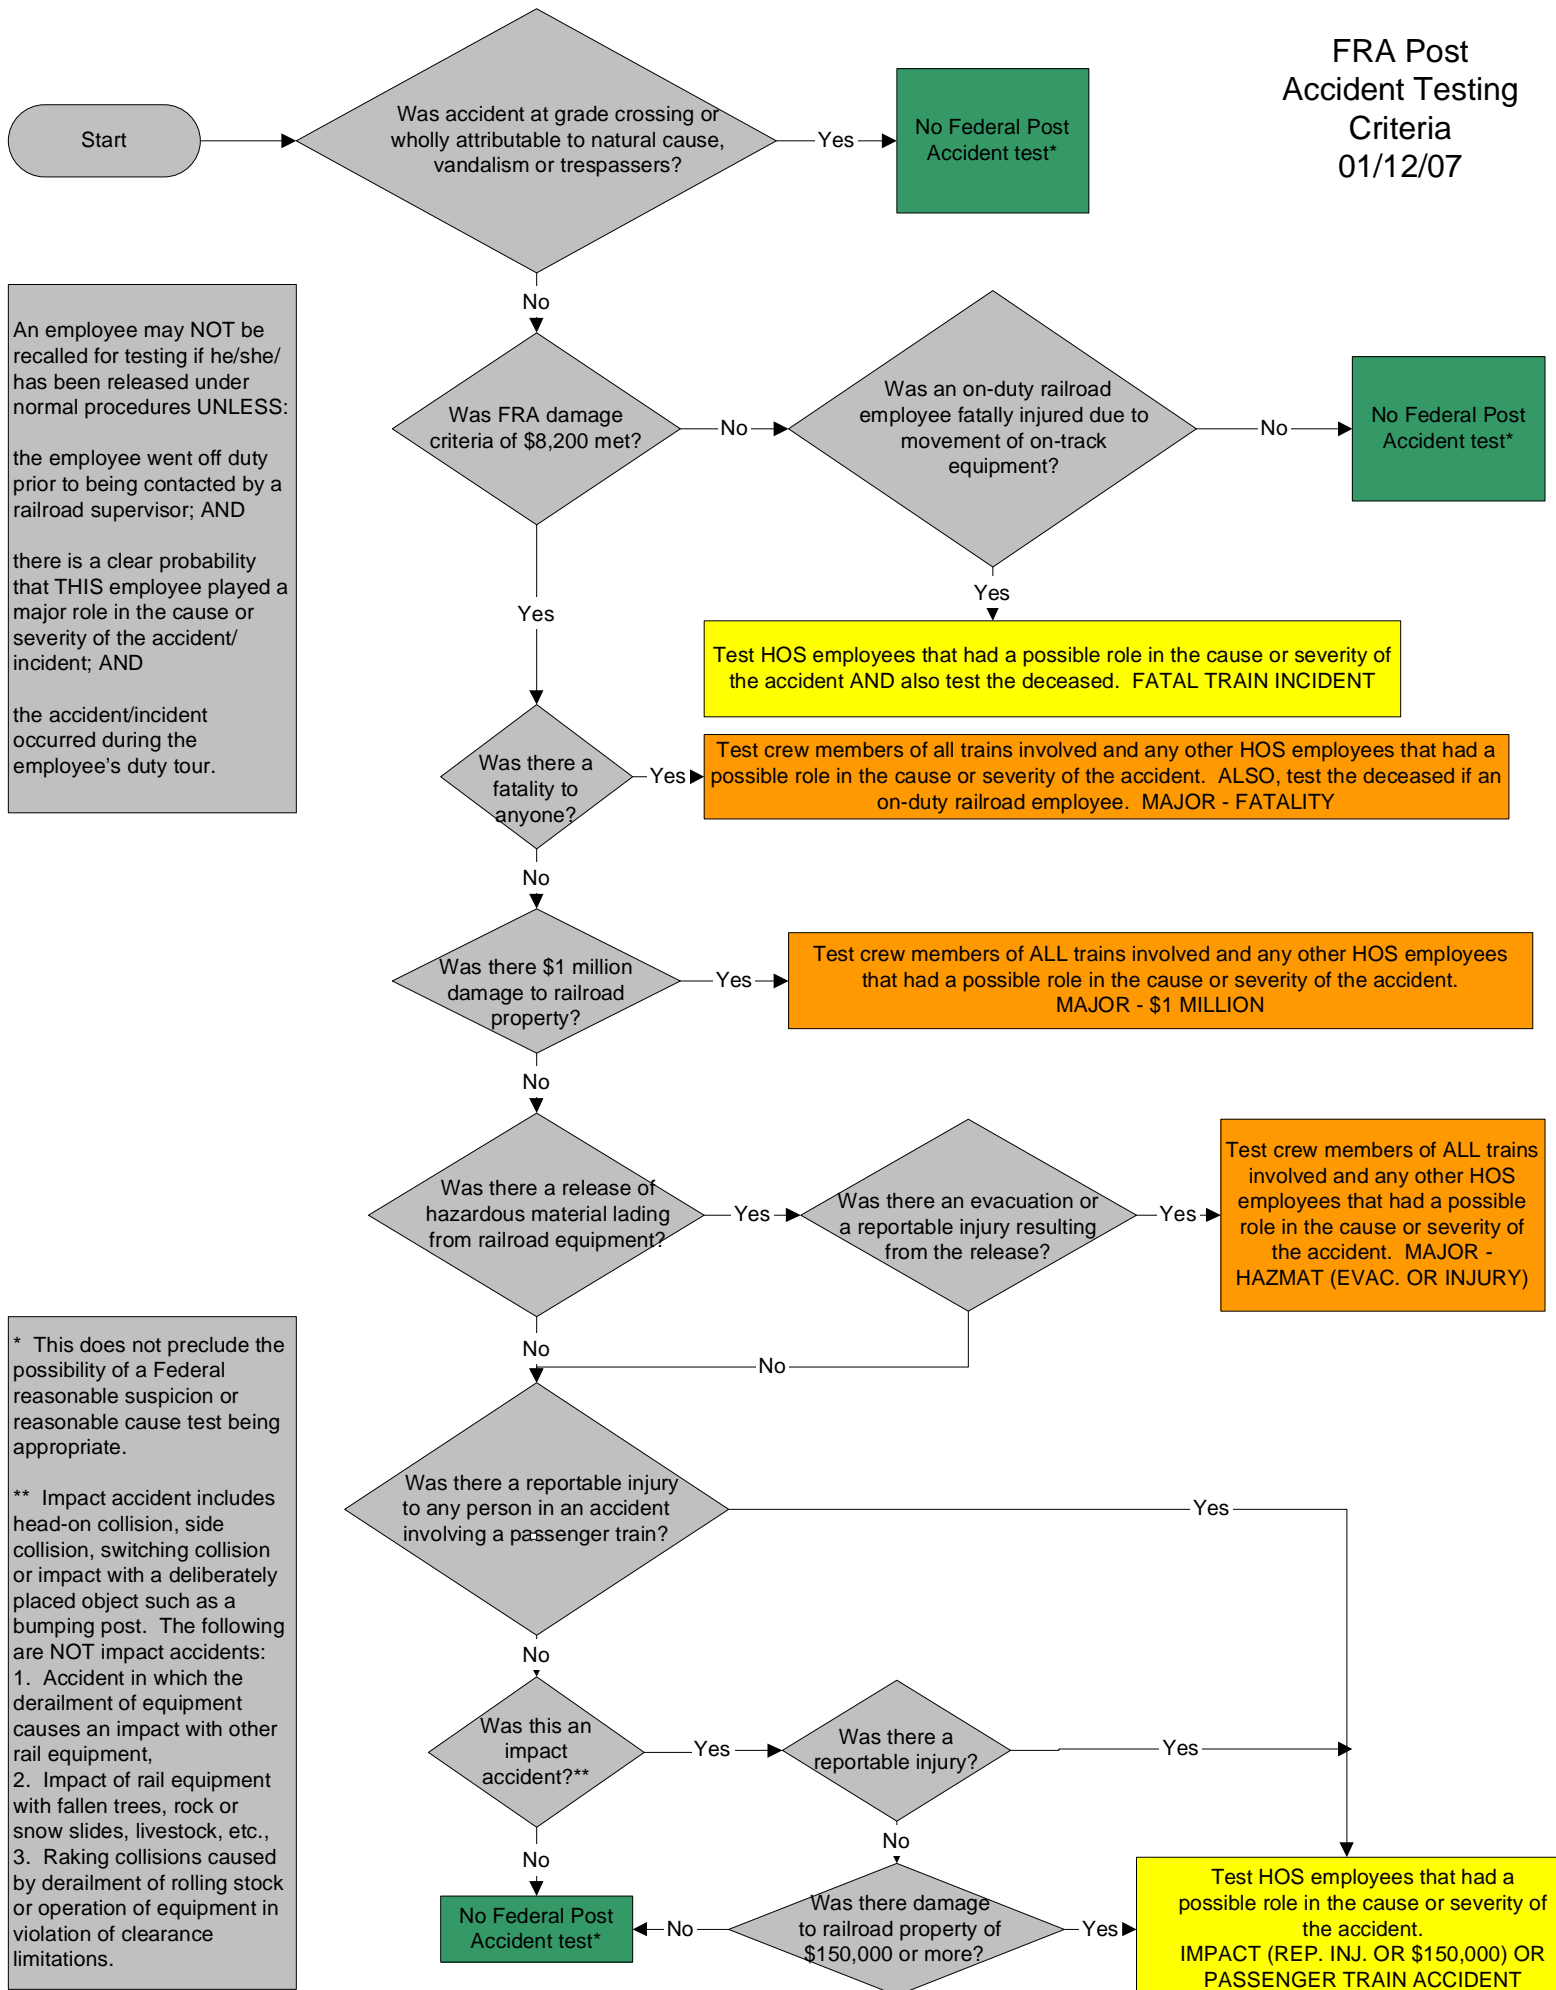 FRA Post
Accident Testing
Criteria
01/12/07
Start
Was accident at grade crossing or
wholly attributable to natural cause,
vandalism or trespassers?
Yes
No Federal Post
Accident test*
No
An employee may NOT be
recalled for testing if he/she/
has been released under
normal procedures UNLESS:
the employee went off duty
prior to being contacted by a
railroad supervisor; AND
there is a clear probability
that THIS employee played a
major role in the cause or
severity of the accident/
incident; AND
the accident/incident
occurred during the
employee's duty tour.
Was FRA damage
criteria of $8,200 met?
No
Was an on-duty railroad
employee fatally injured due to
movement of on-track
equipment?
No
No Federal Post
Accident test*
Yes
Test HOS employees that had a possible role in the cause or severity of
the accident AND also test the deceased.  FATAL TRAIN INCIDENT
Yes
Was there a
fatality to
anyone?
Yes
Test crew members of all trains involved and any other HOS employees that had a
possible role in the cause or severity of the accident.  ALSO, test the deceased if an
on-duty railroad employee.  MAJOR - FATALITY
No
Was there $1 million
damage to railroad
property?
Yes
Test crew members of ALL trains involved and any other HOS employees
that had a possible role in the cause or severity of the accident.
MAJOR - $1 MILLION
No
Was there a release of
hazardous material lading
from railroad equipment?
Yes
Was there an evacuation or
a reportable injury resulting
from the release?
Yes
Test crew members of ALL trains
involved and any other HOS
employees that had a possible
role in the cause or severity of
the accident.  MAJOR -
HAZMAT (EVAC. OR INJURY)
No
No
* This does not preclude the
possibility of a Federal
reasonable suspicion or
reasonable cause test being
appropriate.
** Impact accident includes
head-on collision, side
collision, switching collision
or impact with a deliberately
placed object such as a
bumping post.  The following
are NOT impact accidents:
1.  Accident in which the
derailment of equipment
causes an impact with other
rail equipment,
2.  Impact of rail equipment
with fallen trees, rock or
snow slides, livestock, etc.,
3.  Raking collisions caused
by derailment of rolling stock
or operation of equipment in
violation of clearance
limitations.
Was there a reportable injury
to any person in an accident
involving a passenger train?
Yes
No
Was this an
impact
accident?**
Yes
Was there a
reportable injury?
Yes
No
No
No Federal Post
Accident test*
No
Was there damage
to railroad property of
$150,000 or more?
Yes
Test HOS employees that had a
possible role in the cause or severity of
the accident.
IMPACT (REP. INJ. OR $150,000) OR
PASSENGER TRAIN ACCIDENT